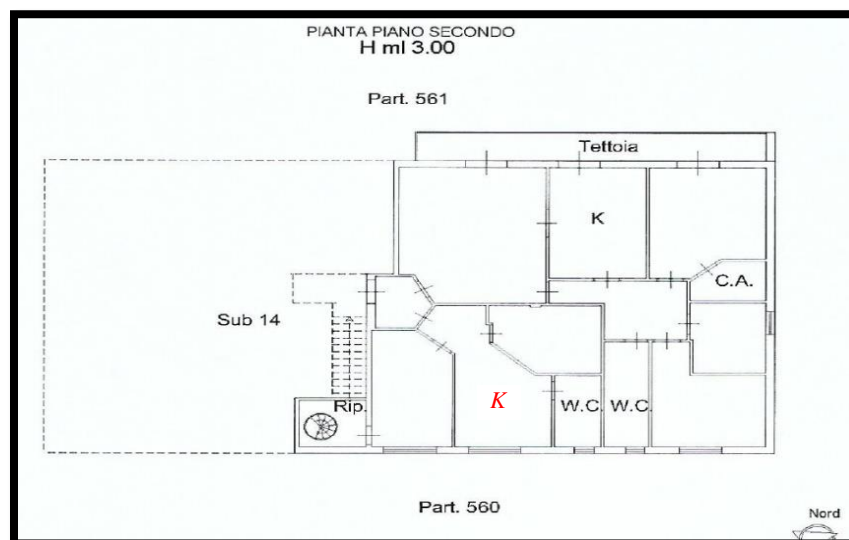 PIANTA PIANO SECONDO
H ml 3.00
Part. 561
Tettoia
K
C.A.
Sub 14
Rip.
K
W.C.
W.C.
Part. 560
Nord